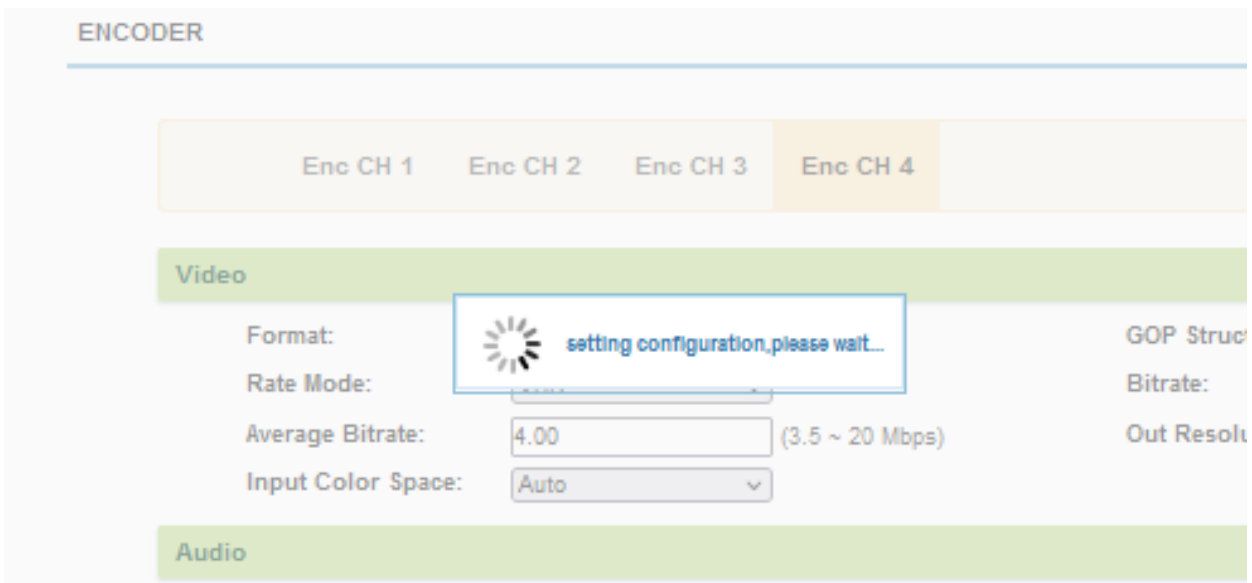 ENCODER
Enc CH 1 Enc CH 2 Enc CH 3 Enc CH 4
Video
Format:
setting configuration,please wait...
GOP Struct
Rate Mode:
Bitrate:
Average Bitrate: 4.00 (3.5 ~ 20 Mbps)
Out Resolu
Input Color Space: Auto
Audio